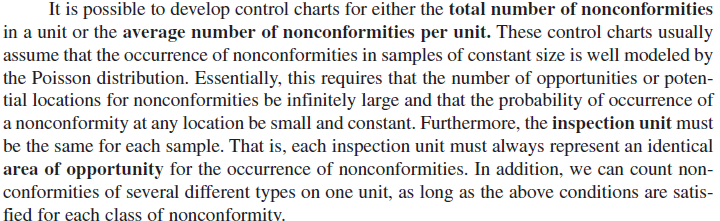 It is possible to develop control charts for either the total number of nonconformities
in a unit or the average number of nonconformities per unit. These control charts usually
assume that the occurrence of nonconformities in samples of constant size is well modeled by
the Poisson distribution. Essentially, this requires that the number of opportunities or poten-
tial locations for nonconformities be infinitely large and that the probability of occurrence of
a nonconformity at any location be small and constant. Furthermore, the inspection unit must
be the same for each sample. That is, each inspection unit must always represent an identical
area of opportunity for the occurrence of nonconformities. In addition, we can count non-
conformities of several different types on one unit, as long as the above conditions are satis-
fied for each class of nonconformity.